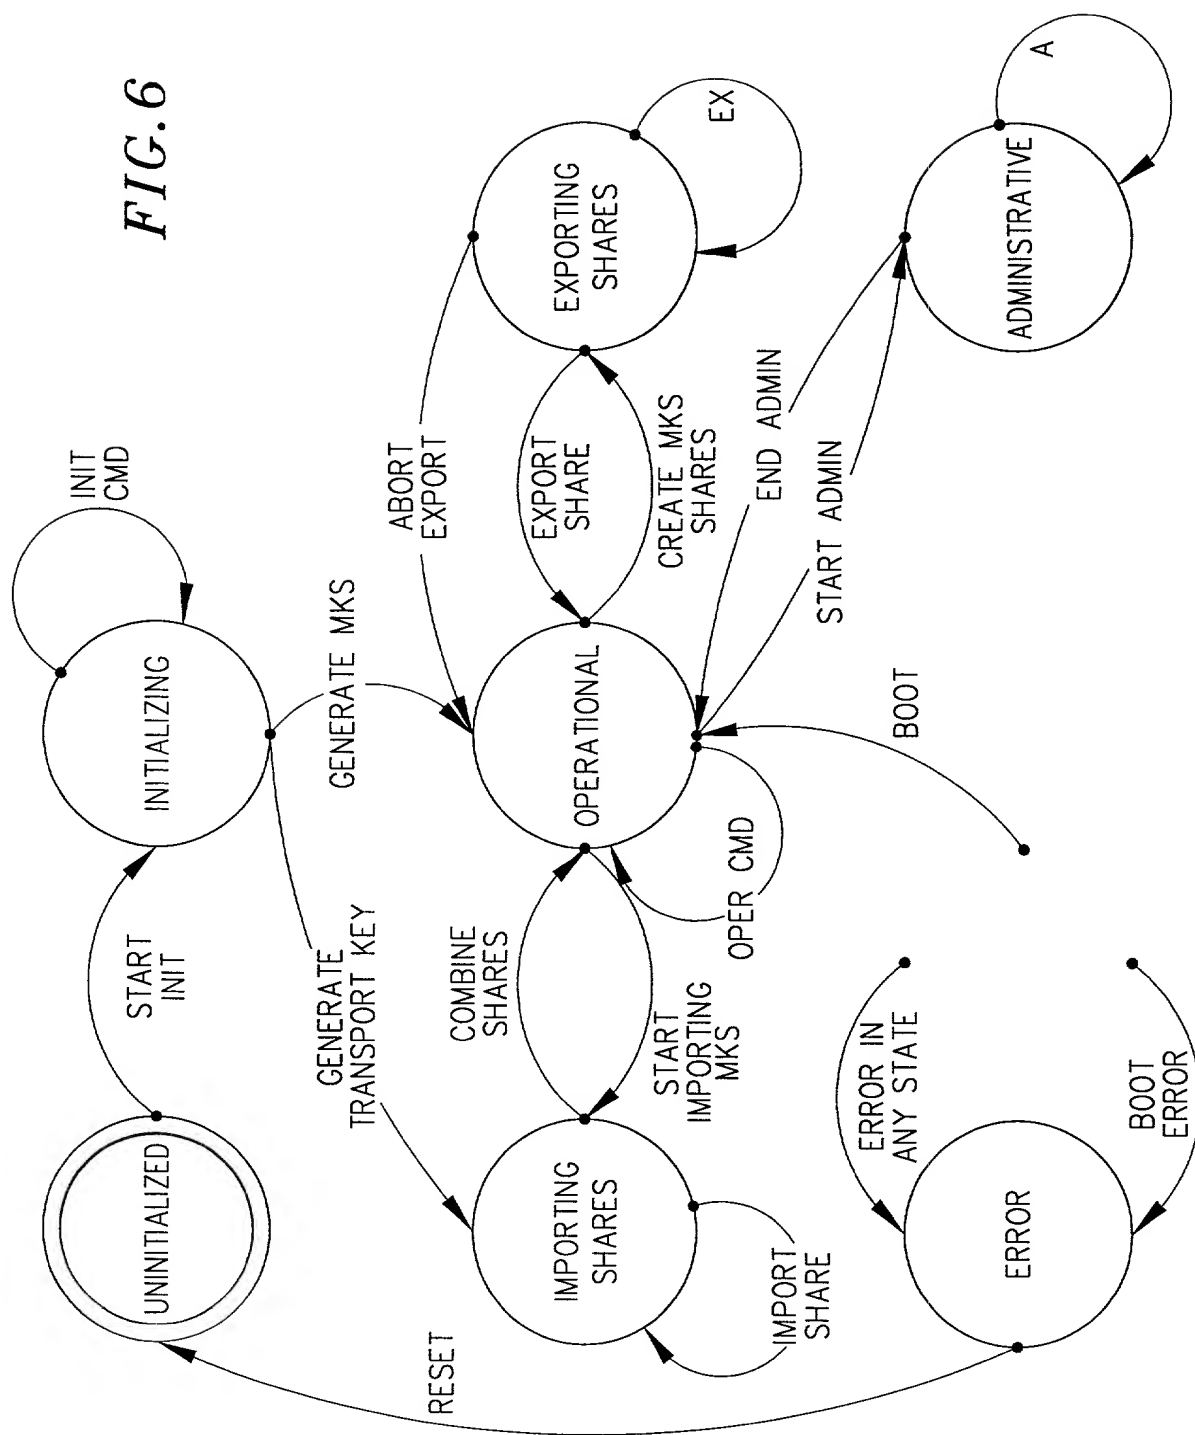 FIG. 6
UNINITIALIZED
START
INIT
INITIALIZING
INIT
CMD
RESET
GENERATE
TRANSPORT KEY
GENERATE MKS
ABORT
EXPORT
IMPORTING
SHARES
COMBINE
SHARES
START
IMPORTING
MKS
OPERATIONAL
EXPORT
SHARE
CREATE MKS
SHARES
EXPORTING
SHARES
EX
IMPORT
SHARE
OPER CMD
END ADMIN
START ADMIN
BOOT
ERROR IN
ANY STATE
ERROR
BOOT
ERROR
ADMINISTRATIVE
A